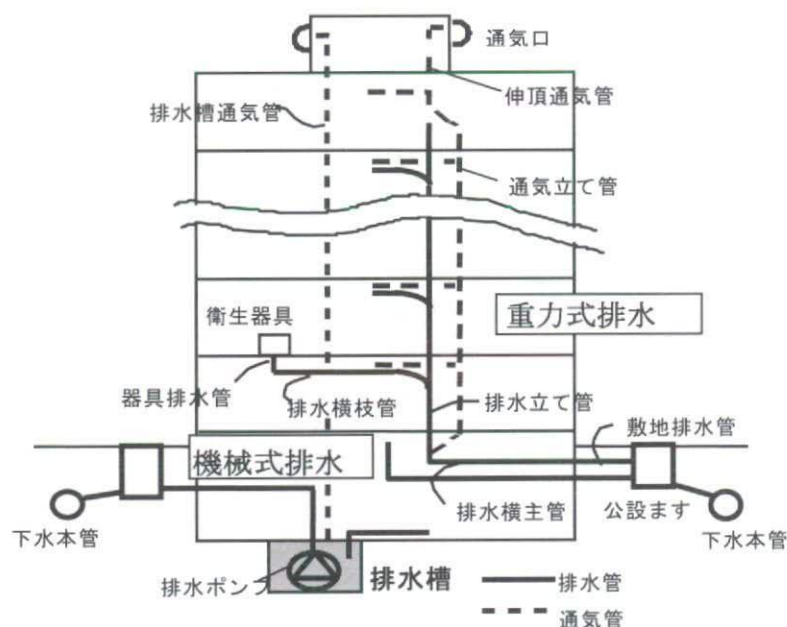 通気口
伸頂通気管
排水槽通気管
通気立て管
重力式排水
衛生器具
器具排水管
排水横枝管
排水立て管
敷地排水管
機械式排水
排水横主管
公設ます
下水本管
下水本管
排水ポンプ
排水槽
排水管
通気管